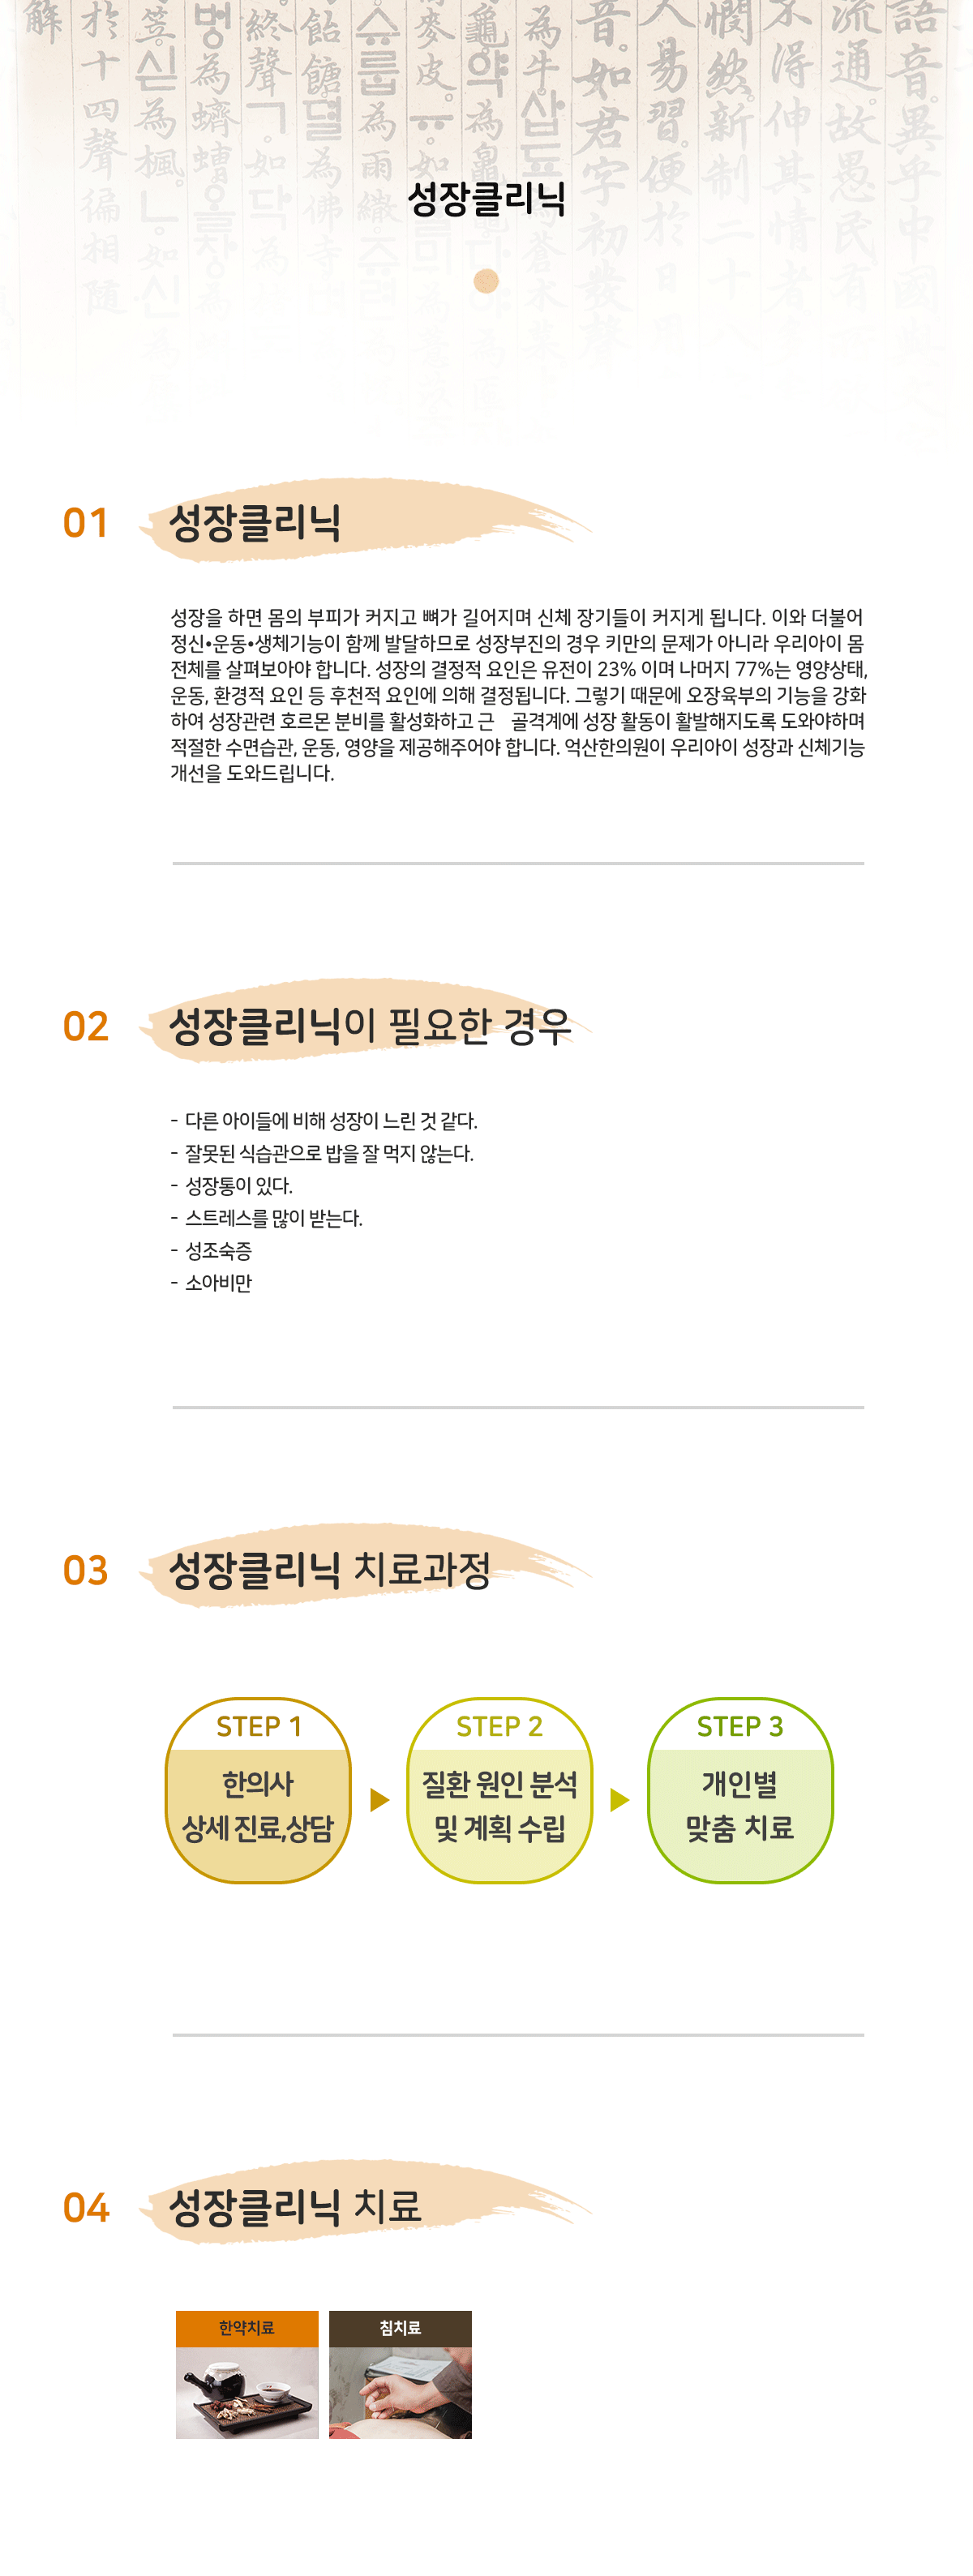 성장클리닉
01
성장클리닉
성장을 하면 몸의 부피가 커지고 뼈가 길어지며 신체 장기들이 커지게 됩니다. 이와 더불어
정신•운동•생체기능이 함께 발달하므로 성장부진의 경우 키만의 문제가 아니라 우리아이 몸
전체를 살펴보아야 합니다. 성장의 결정적 요인은 유전이 23% 이며 나머지 77%는 영양상태,
운동, 환경적 요인 등 후천적 요인에 의해 결정됩니다. 그렇기 때문에 오장육부의 기능을 강화
하여 성장관련 호르몬 분비를 활성화하고 근 골격계에 성장 활동이 활발해지도록 도와야하며
적절한 수면습관, 운동, 영양을 제공해주어야 합니다. 억산한의원이 우리아이 성장과 신체기능
개선을 도와드립니다.
02
성장클리닉이 필요한 경우
- 다른 아이들에 비해 성장이 느린 것 같다.
- 잘못된 식습관으로 밥을 잘 먹지 않는다.
- 성장통이 있다.
- 스트레스를 많이 받는다.
- 성조숙증
- 소아비만
03
성장클리닉 치료과정
STEP 1
한의사
상세 진료,상담
STEP 2
질환 원인 분석
및 계획 수립
STEP 3
개인별
맞춤 치료
04
성장클리닉 치료
한약치료
침치료